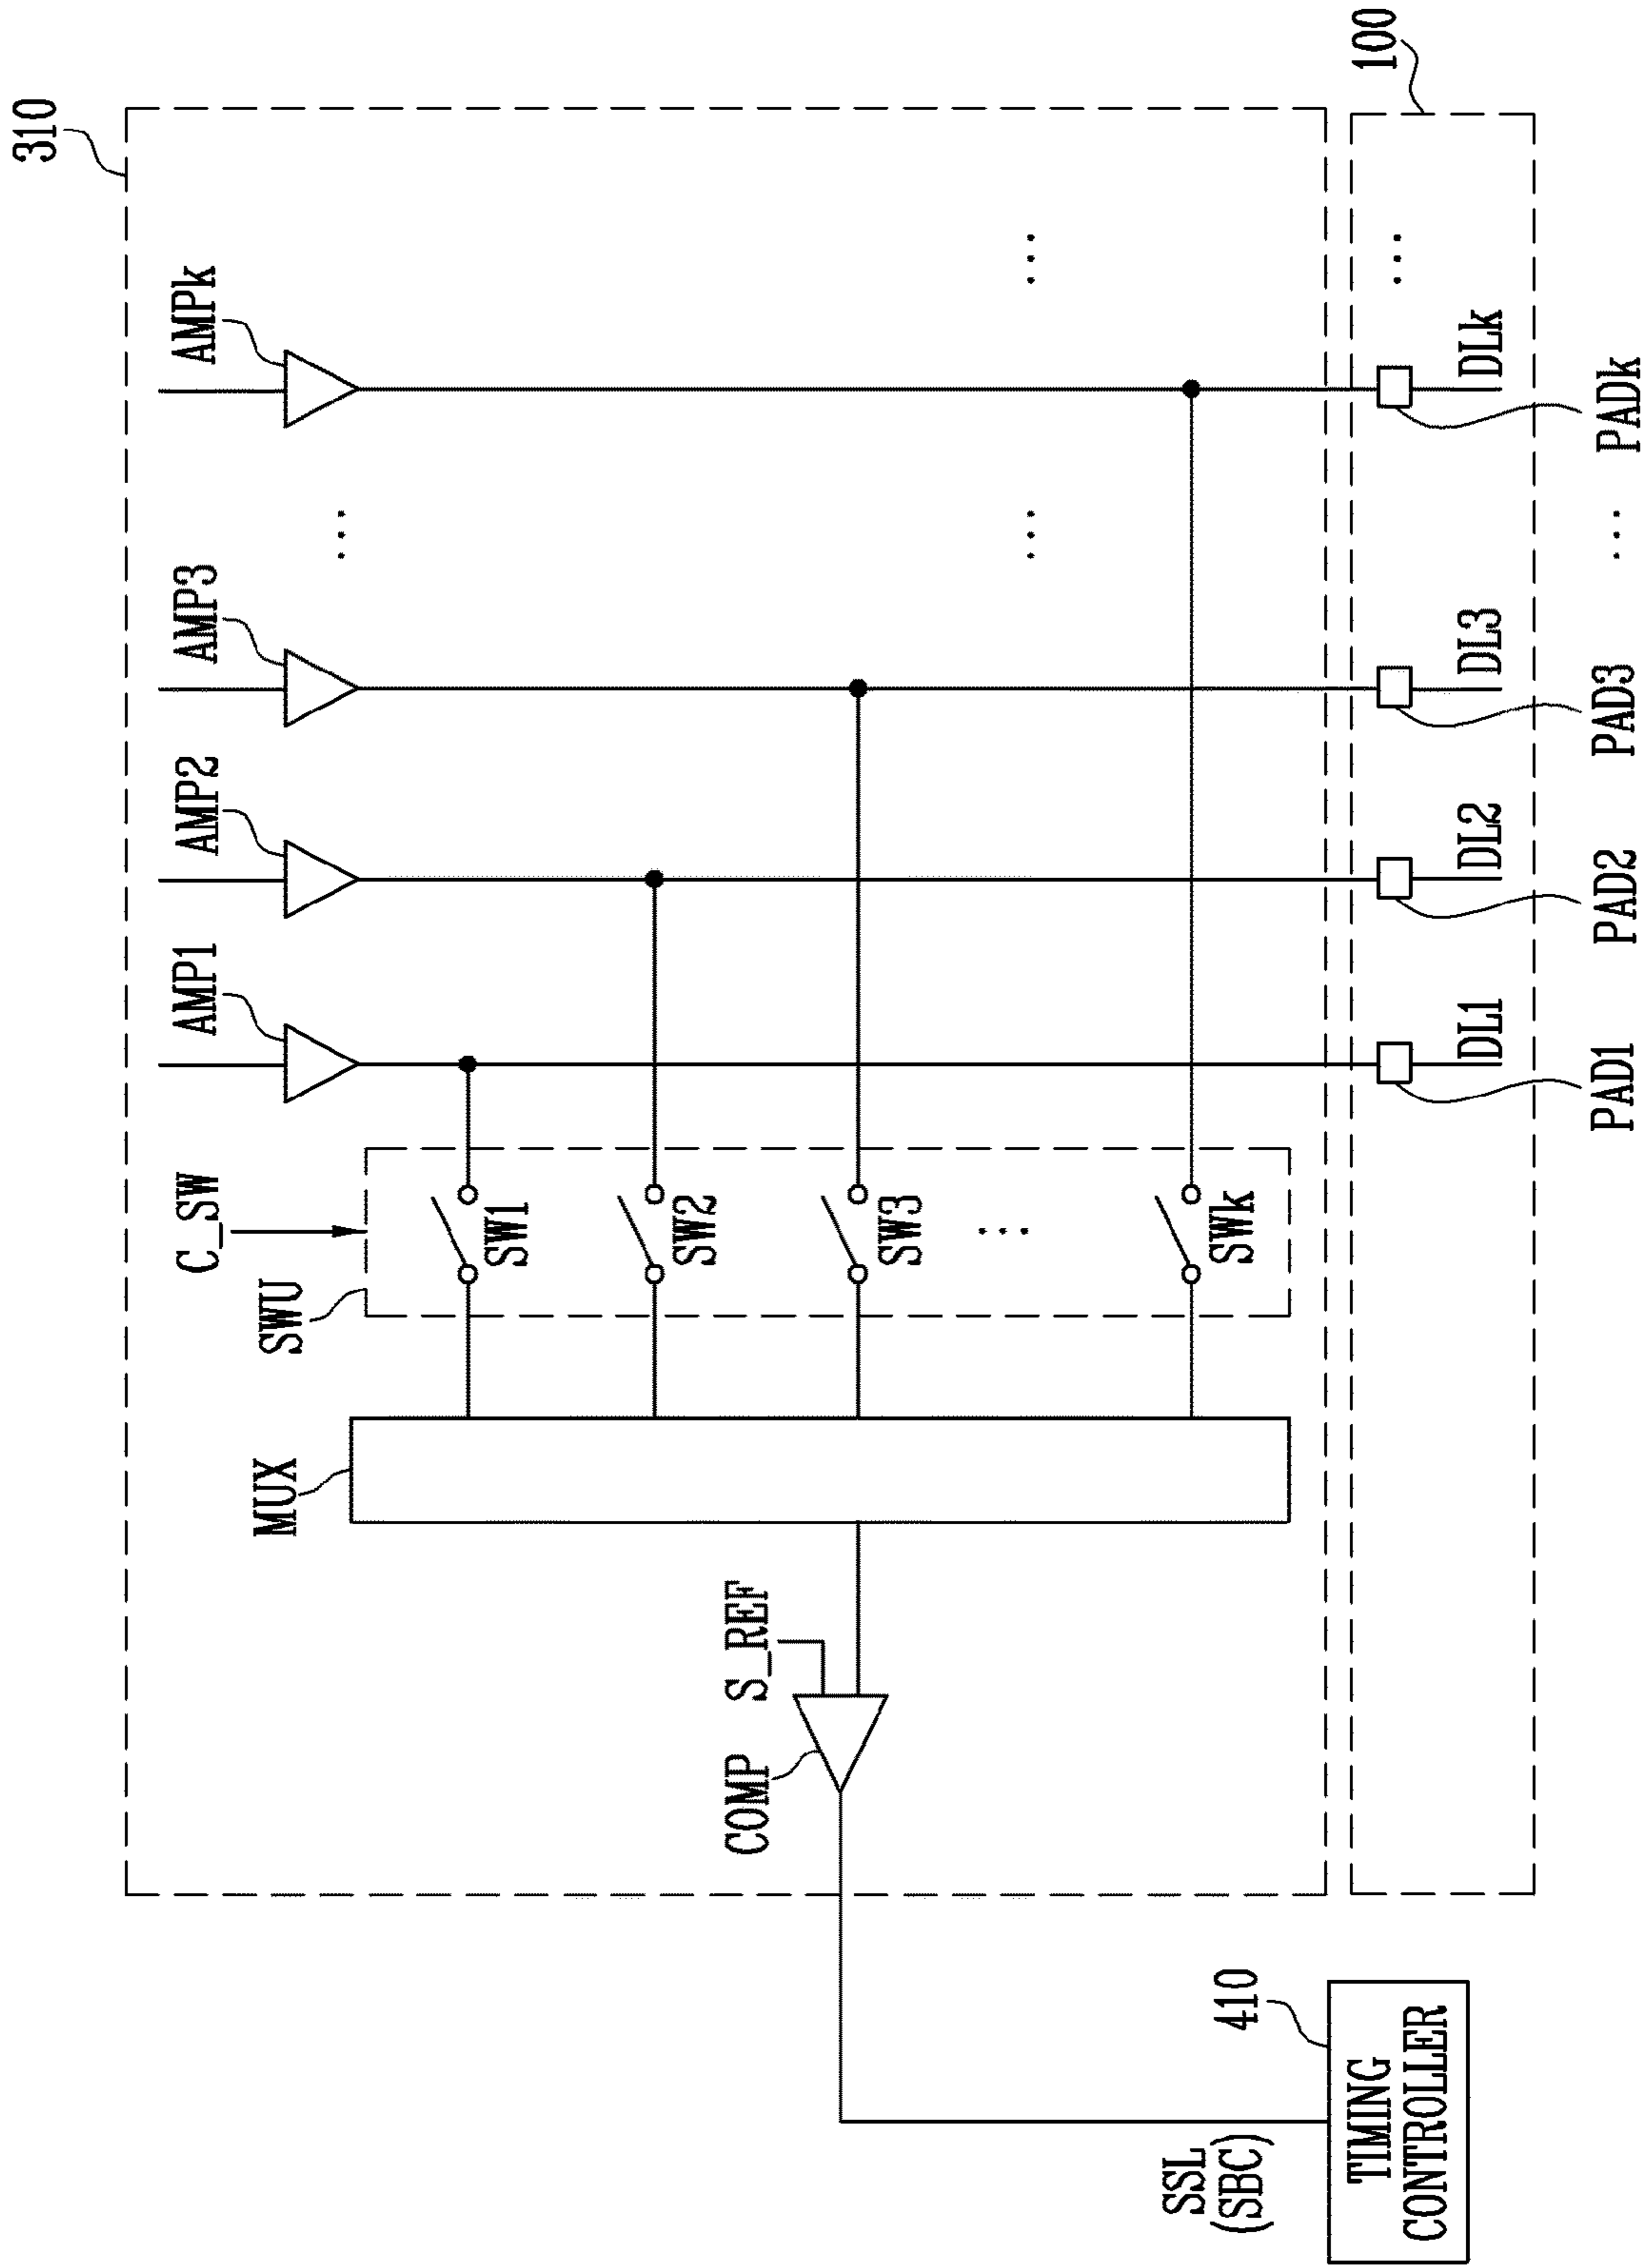 310
AMP1
AMP2
AMP3
...
AMPk
C_SW
SWU
MUX
SW1
SW2
SW3
...
SWk
S_REF
COMP
...
...
SSL
(SBC)
410
TIMING
CONTROLLER
100
DL1
DL2
DL3
DLk
...
PAD1
PAD2
PAD3
...
PADk